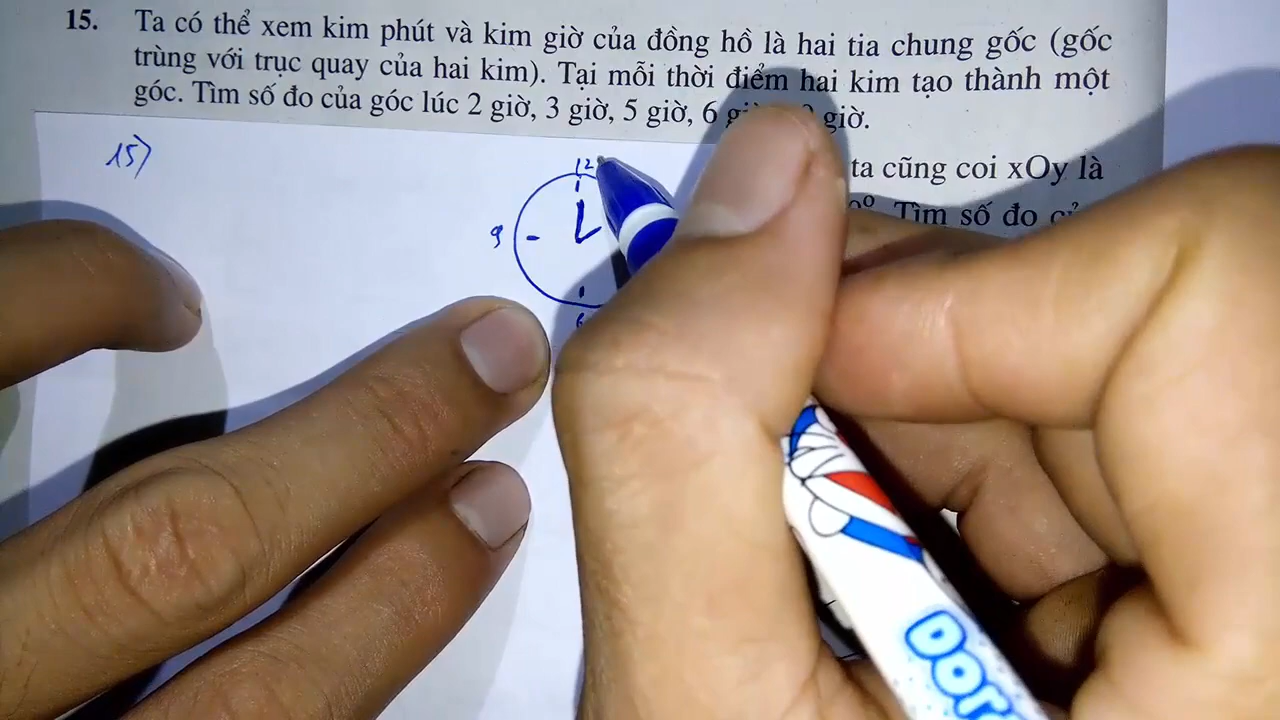 15. Ta có thể xem kim phút và kim giờ của đồng hồ là hai tia chung gốc (gốc
trùng với trục quay của hai kim). Tại mỗi thời điểm hai kim tạo thành một
góc. Tìm số đo của góc lúc 2 giờ, 3 giờ, 5 giờ, 6 giờ.
15)
12
ta cũng coi xOy là
9
Tìm số đo
6
Dor